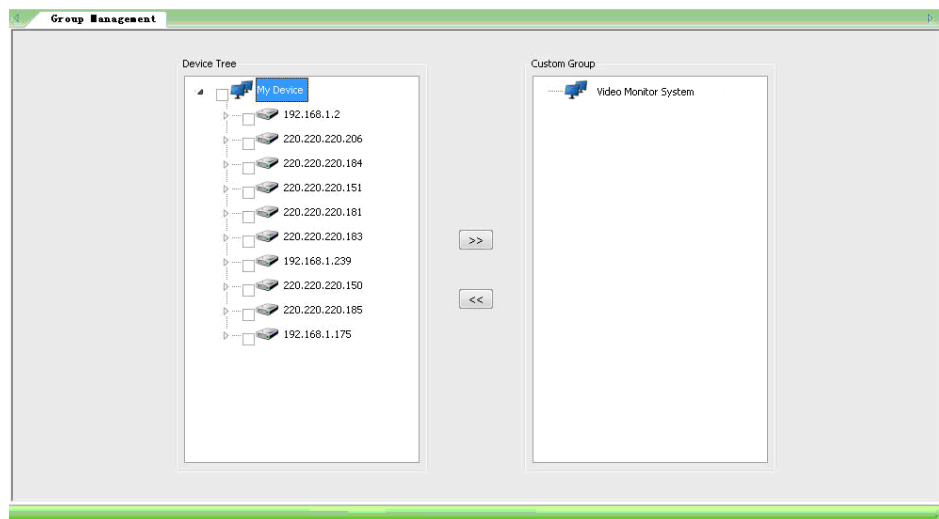 Group Management
Device Tree
My Device
192.168.1.2
220.220.220.206
220.220.220.184
220.220.220.151
220.220.220.181
220.220.220.183
192.168.1.239
220.220.220.150
220.220.220.185
192.168.1.175
>>
<<
Custom Group
Video Monitor System